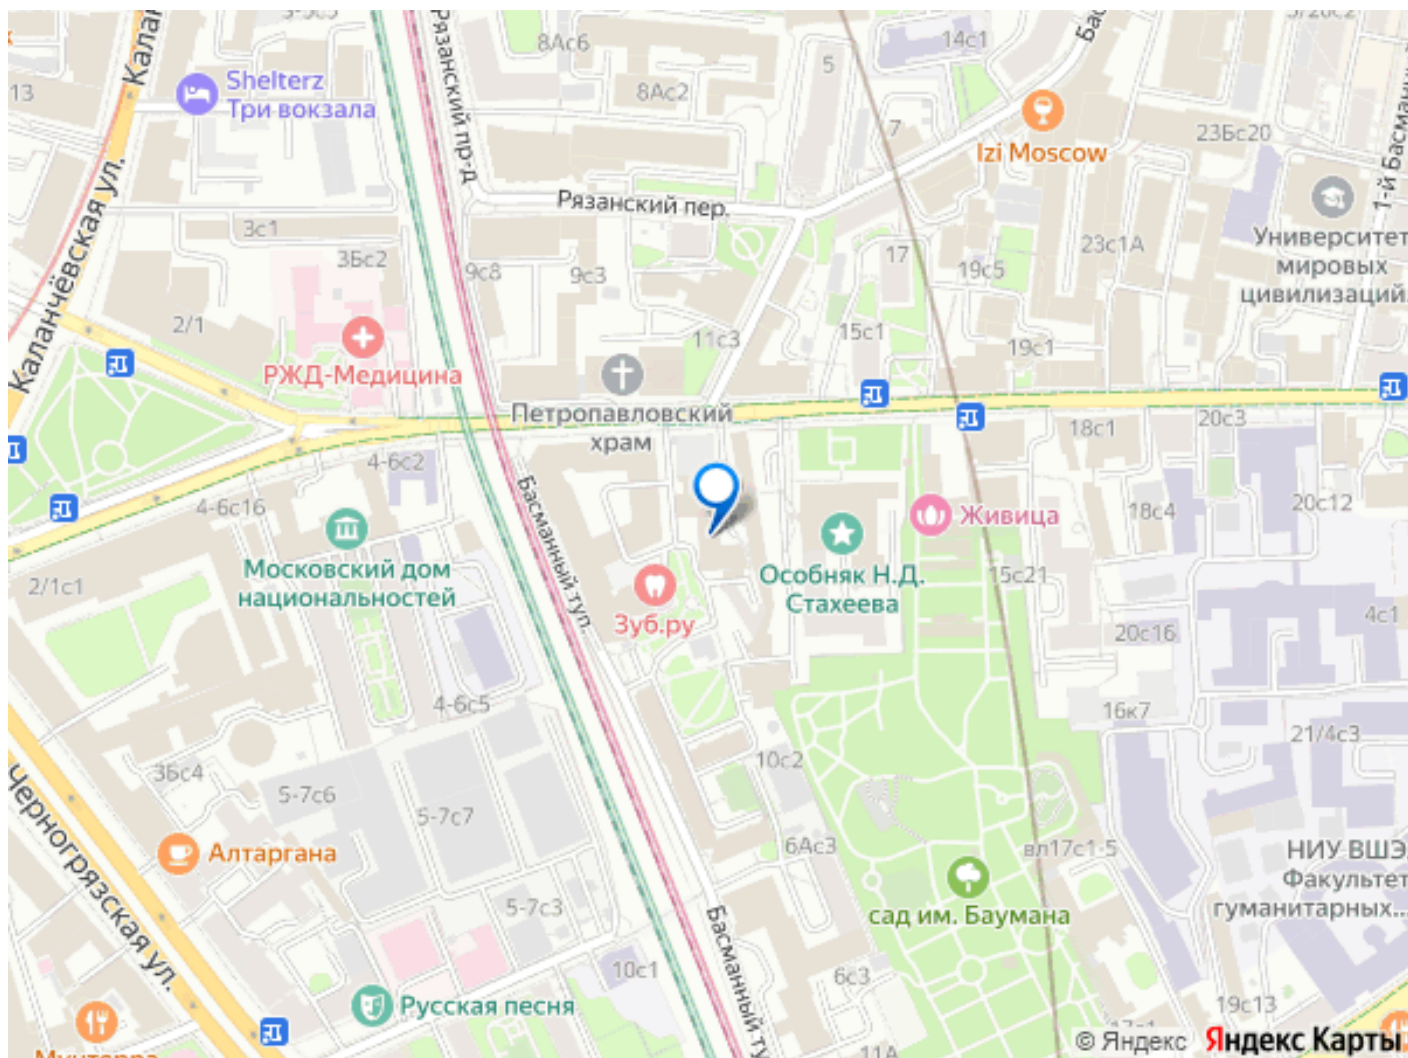 Рязанский пр-д
8Ас6
14с1
Бас
Shelterz
Три вокзала
13
8Ас2
5
7
Izi Moscow
23Бс20
1-й Басман
Каланчёвская ул.
Рязанский пер.
3с1
3Бс2
9с8
9с3
17
19с5
23с1А
Университет
мировых
цивилизаций.
2/1
11с3
15с1
19с1
РЖД-Медицина
Петропавловский
храм
18с1
20с3
4-6с2
4-6с16
Басманный туп.
Живица
18с4
20с12
Московский дом
национальностей
2/1с1
Особняк Н.Д.
Стахеева
15с21
Зуб.ру
20с16
4с1
4-6с5
16к7
21/4с3
3Бс4
10с2
5-7с6
5-7с7
Черногрязская ул.
Алтаргана
6Ас3
вл17с1-5
НИУ ВШЭ,
Факультет
гуманитарных...
сад им. Баумана
5-7с3
Басманный ту
10с1
6с3
Русская песня
19с13
11А
© Яндекс Яндекс Карты